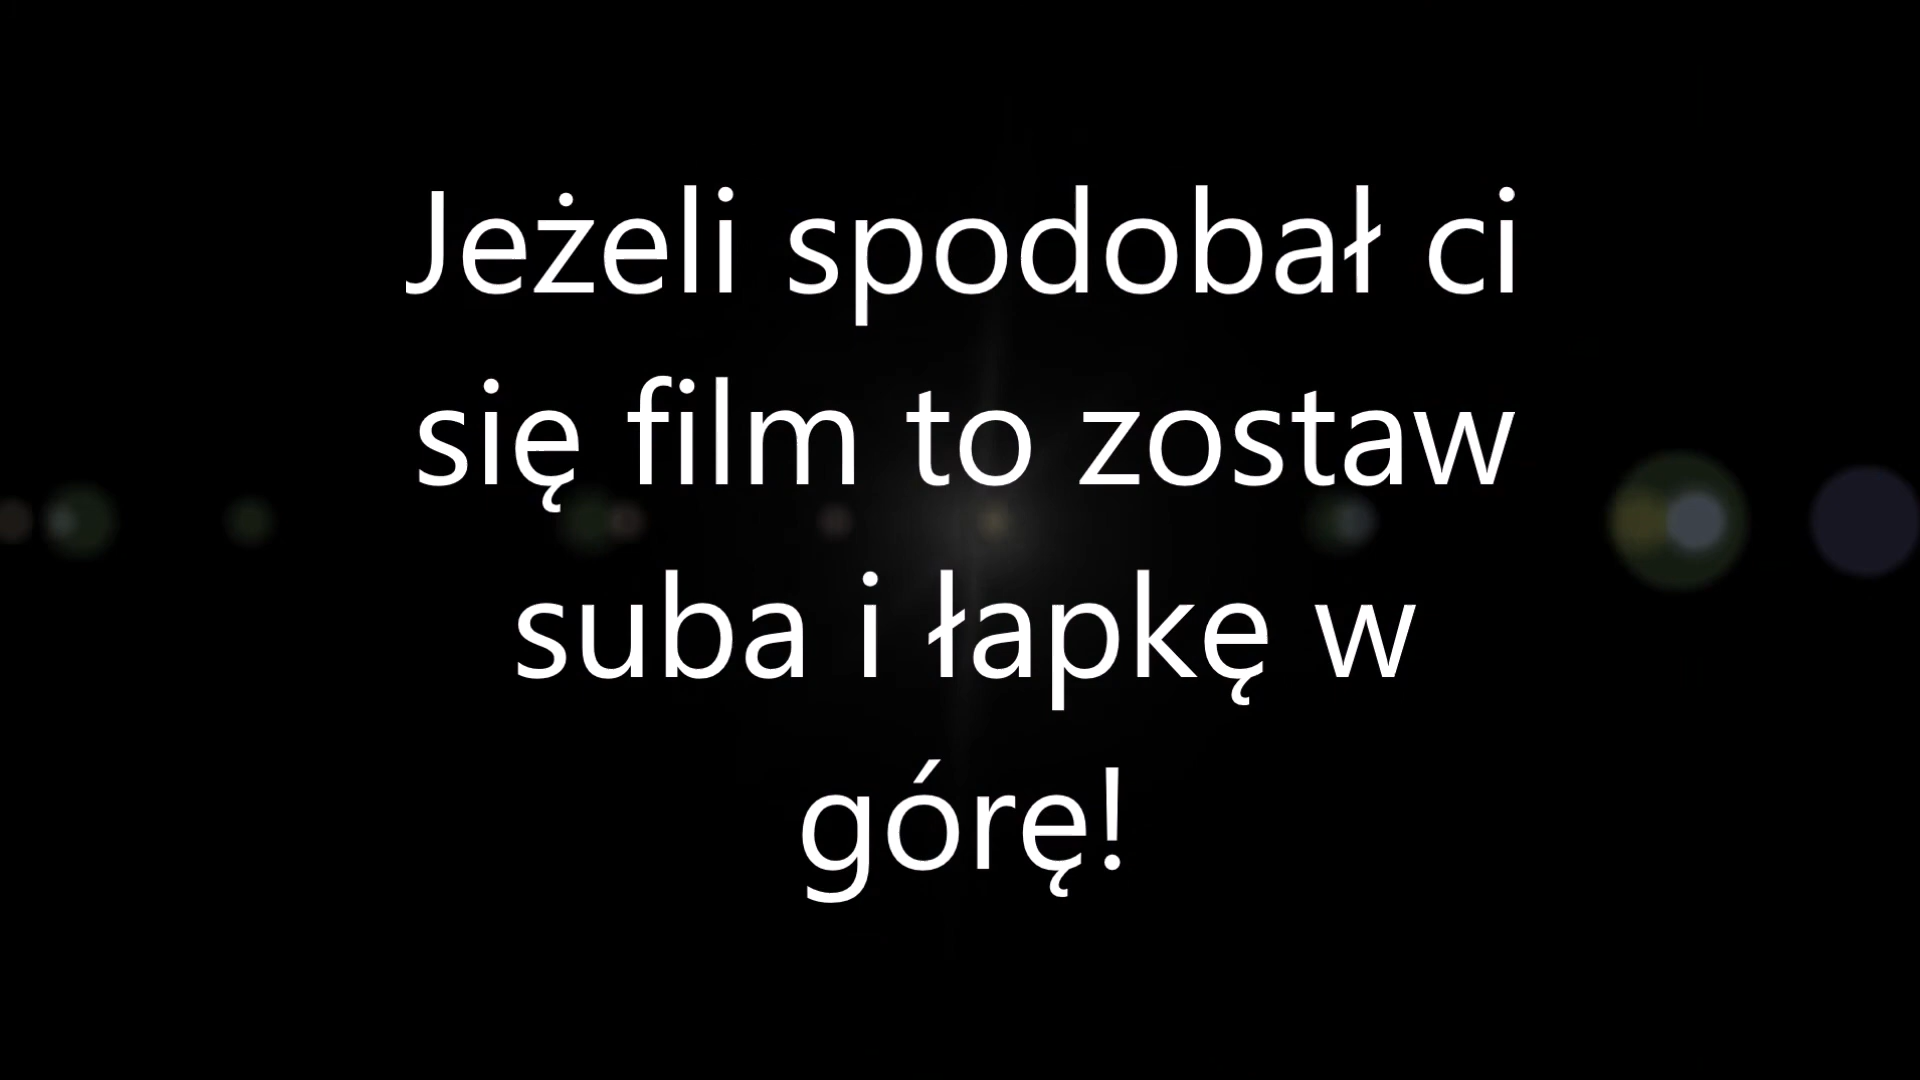 Jeżeli spodobał ci
się film to zostaw
suba i łapkę w
górę!